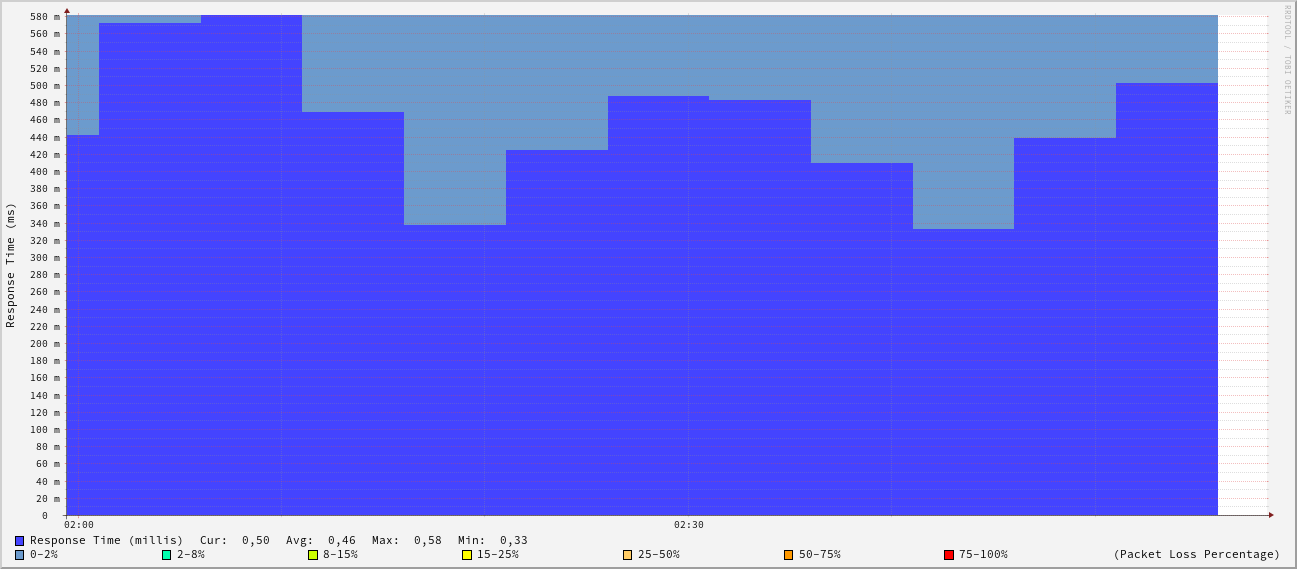 RRDTOOL / TOBI OETIKER
Response Time (ms)
580 m
560 m
540 m
520 m
500 m
480 m
460 m
440 m
420 m
400 m
380 m
360 m
340 m
320 m
300 m
280 m
260 m
240 m
220 m
200 m
180 m
160 m
140 m
120 m
100 m
80 m
60 m
40 m
20 m
0
02:00 02:30
Response Time (millis) Cur: 0,50 Avg: 0,46 Max: 0,58 Min: 0,33
0-2% 2-8% 8-15% 15-25% 25-50% 50-75% 75-100% (Packet Loss Percentage)